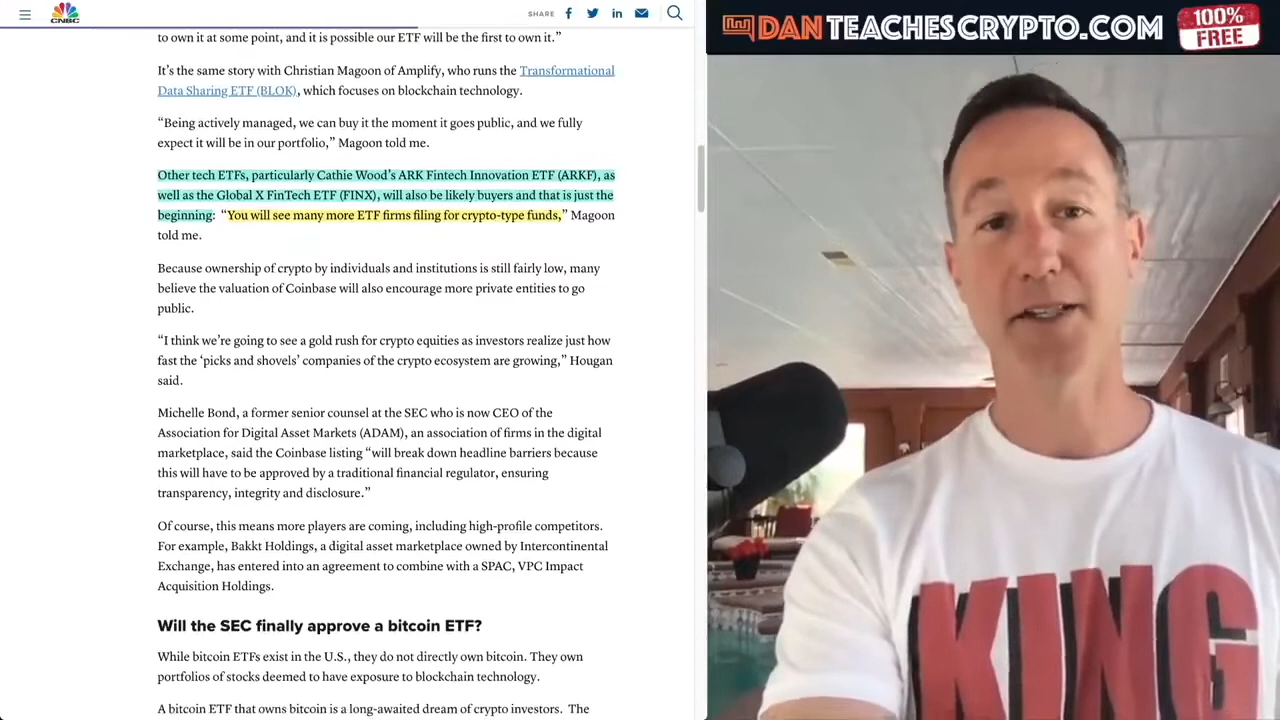 CNBC
SHARE
to own it at some point, and it is possible our ETF will be the first to own it.”
It’s the same story with Christian Magoon of Amplify, who runs the Transformational
Data Sharing ETF (BLOK), which focuses on blockchain technology.
“Being actively managed, we can buy it the moment it goes public, and we fully
expect it will be in our portfolio,” Magoon told me.
Other tech ETFs, particularly Cathie Wood’s ARK Fintech Innovation ETF (ARKF), as
well as the Global X FinTech ETF (FINX), will also be likely buyers and that is just the
beginning:  “You will see many more ETF firms filing for crypto-type funds,” Magoon
told me.
Because ownership of crypto by individuals and institutions is still fairly low, many
believe the valuation of Coinbase will also encourage more private entities to go
public.
“I think we’re going to see a gold rush for crypto equities as investors realize just how
fast the ‘picks and shovels’ companies of the crypto ecosystem are growing,” Hougan
said.
Michelle Bond, a former senior counsel at the SEC who is now CEO of the
Association for Digital Asset Markets (ADAM), an association of firms in the digital
marketplace, said the Coinbase listing “will break down headline barriers because
this will have to be approved by a traditional financial regulator, ensuring
transparency, integrity and disclosure.”
Of course, this means more players are coming, including high-profile competitors.
For example, Bakkt Holdings, a digital asset marketplace owned by Intercontinental
Exchange, has entered into an agreement to combine with a SPAC, VPC Impact
Acquisition Holdings.
Will the SEC finally approve a bitcoin ETF?
While bitcoin ETFs exist in the U.S., they do not directly own bitcoin. They own
portfolios of stocks deemed to have exposure to blockchain technology.
A bitcoin ETF that owns bitcoin is a long-awaited dream of crypto investors.  The
DANTEACHESCRYPTO.COM
100%
FREE
KING